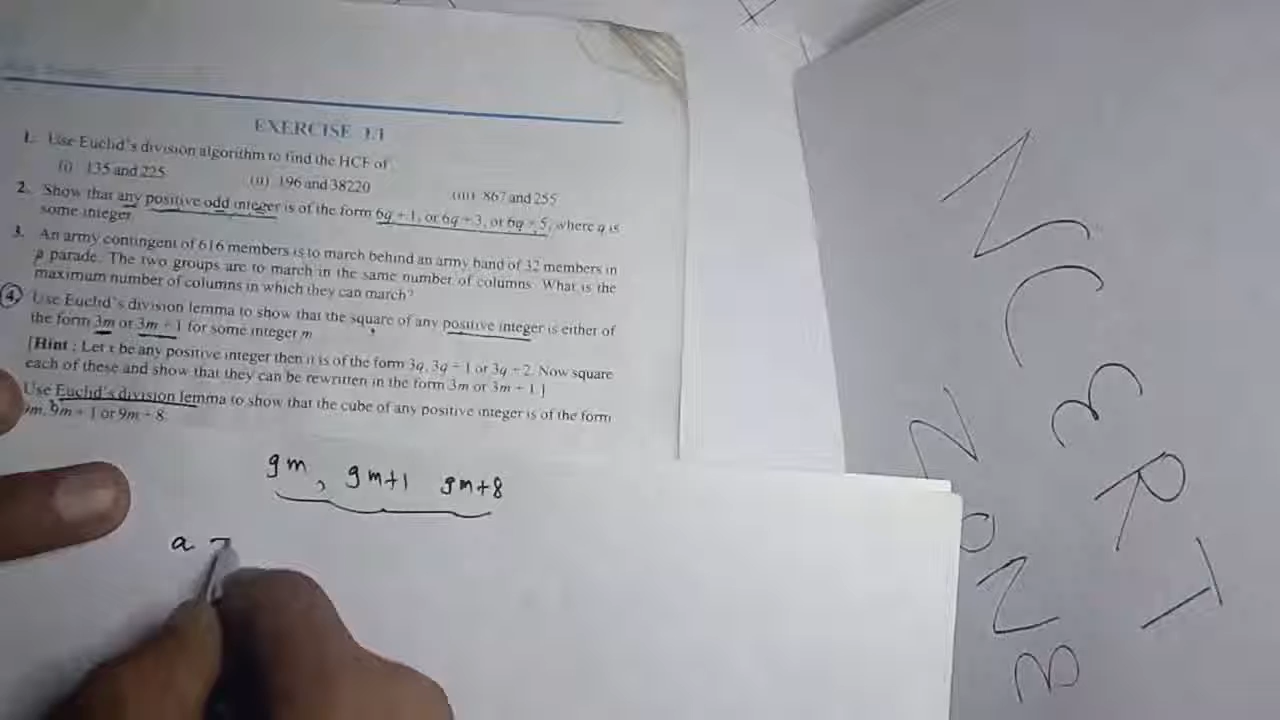 EXERCISE 1.1
1. Use Euclid's division algorithm to find the HCF of
(i) 135 and 225 (ii) 196 and 38220 (iii) 867 and 255
2. Show that any positive odd integer is of the form 6q + 1, or 6q + 3, or 6q + 5, where q is
some integer.
3. An army contingent of 616 members is to march behind an army band of 32 members in
a parade. The two groups are to march in the same number of columns. What is the
maximum number of columns in which they can march?
4. Use Euclid's division lemma to show that the square of any positive integer is either of
the form 3m or 3m + 1 for some integer m
[Hint : Let x be any positive integer then it is of the form 3q, 3q + 1 or 3q + 2. Now square
each of these and show that they can be rewritten in the form 3m or 3m + 1.]
Use Euclid's division lemma to show that the cube of any positive integer is of the form
9m, 9m + 1 or 9m + 8.
9m, 9m+1 9m+8
a
NCERT
ZONE